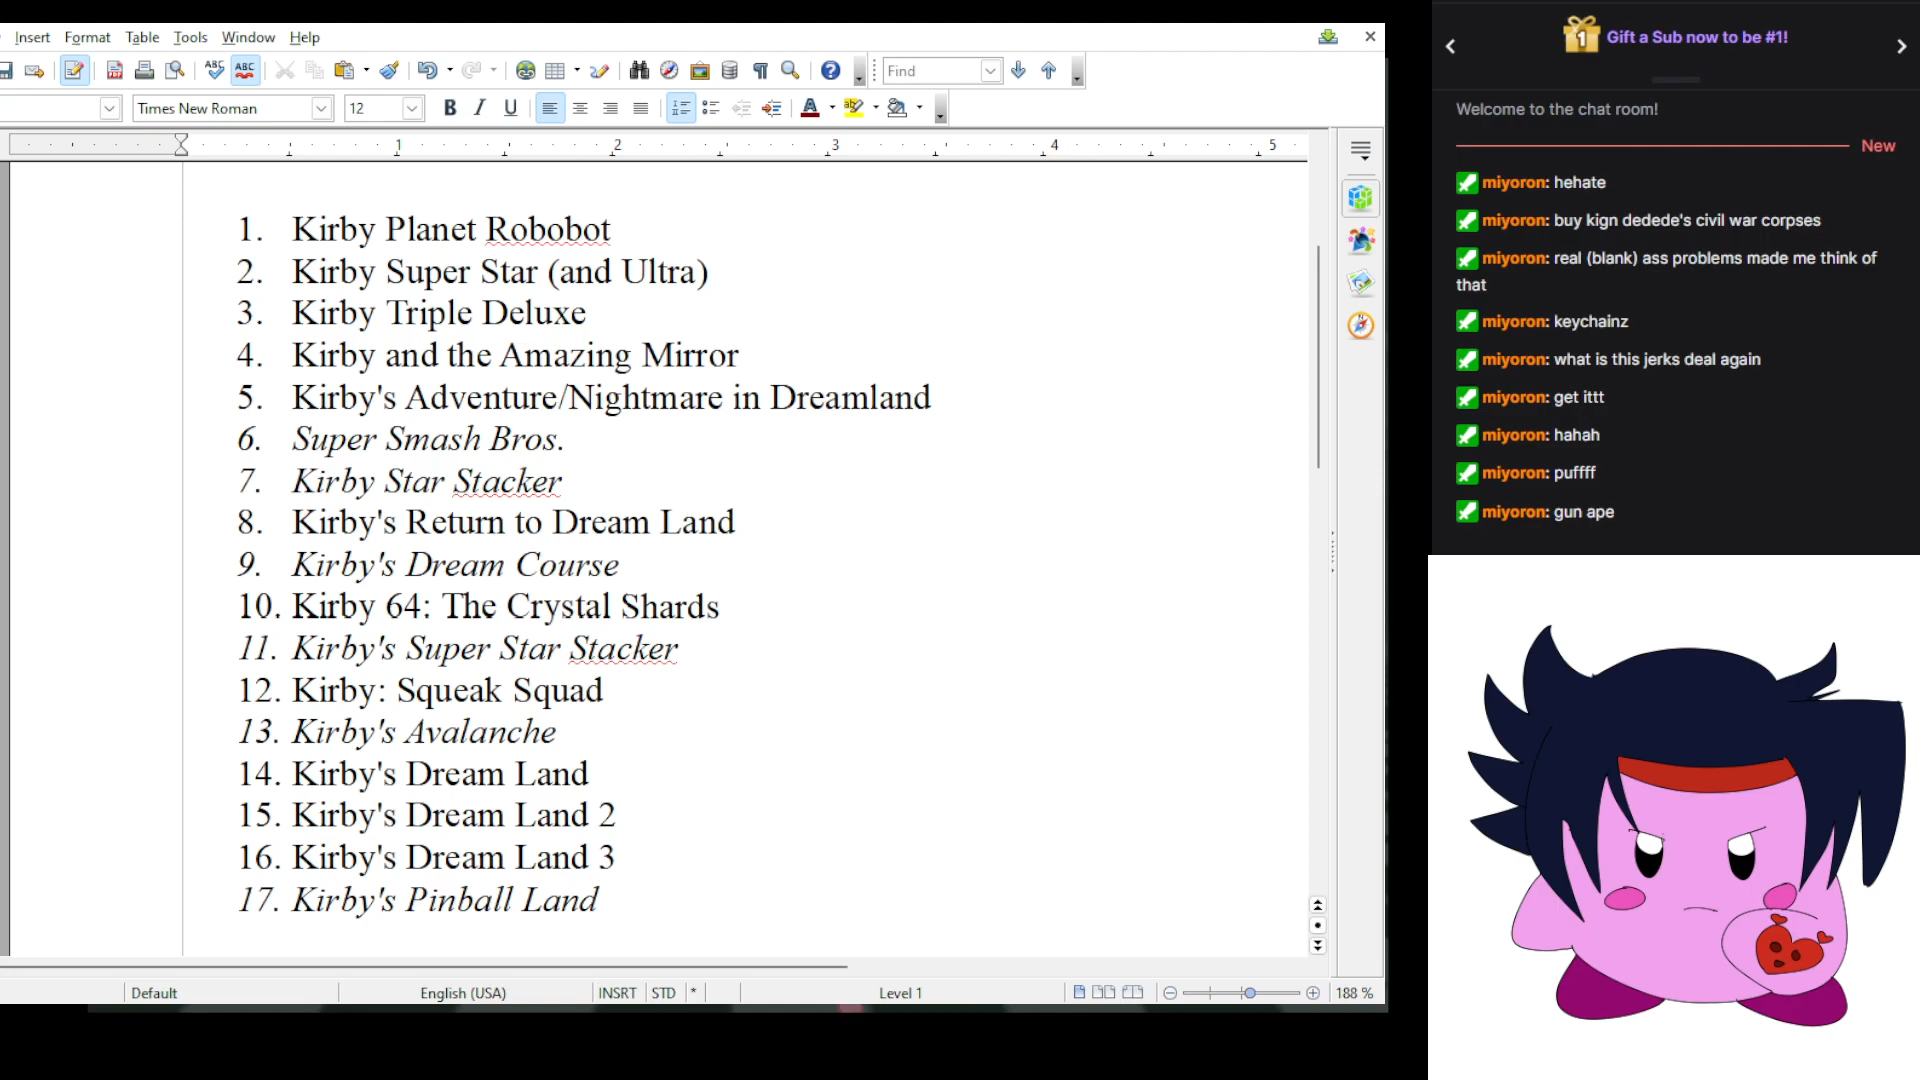 Insert Format Table Tools Window Help
Find
Times New Roman 12
1 2 3 4 5
1. Kirby Planet Robobot
2. Kirby Super Star (and Ultra)
3. Kirby Triple Deluxe
4. Kirby and the Amazing Mirror
5. Kirby's Adventure/Nightmare in Dreamland
6. Super Smash Bros.
7. Kirby Star Stacker
8. Kirby's Return to Dream Land
9. Kirby's Dream Course
10. Kirby 64: The Crystal Shards
11. Kirby's Super Star Stacker
12. Kirby: Squeak Squad
13. Kirby's Avalanche
14. Kirby's Dream Land
15. Kirby's Dream Land 2
16. Kirby's Dream Land 3
17. Kirby's Pinball Land
Default English (USA) INSRT STD * Level 1 188 %
1 Gift a Sub now to be #1!
Welcome to the chat room!
New
miyoron: hehate
miyoron: buy kign dedede's civil war corpses
miyoron: real (blank) ass problems made me think of
that
miyoron: keychainz
miyoron: what is this jerks deal again
miyoron: get ittt
miyoron: hahah
miyoron: puffff
miyoron: gun ape